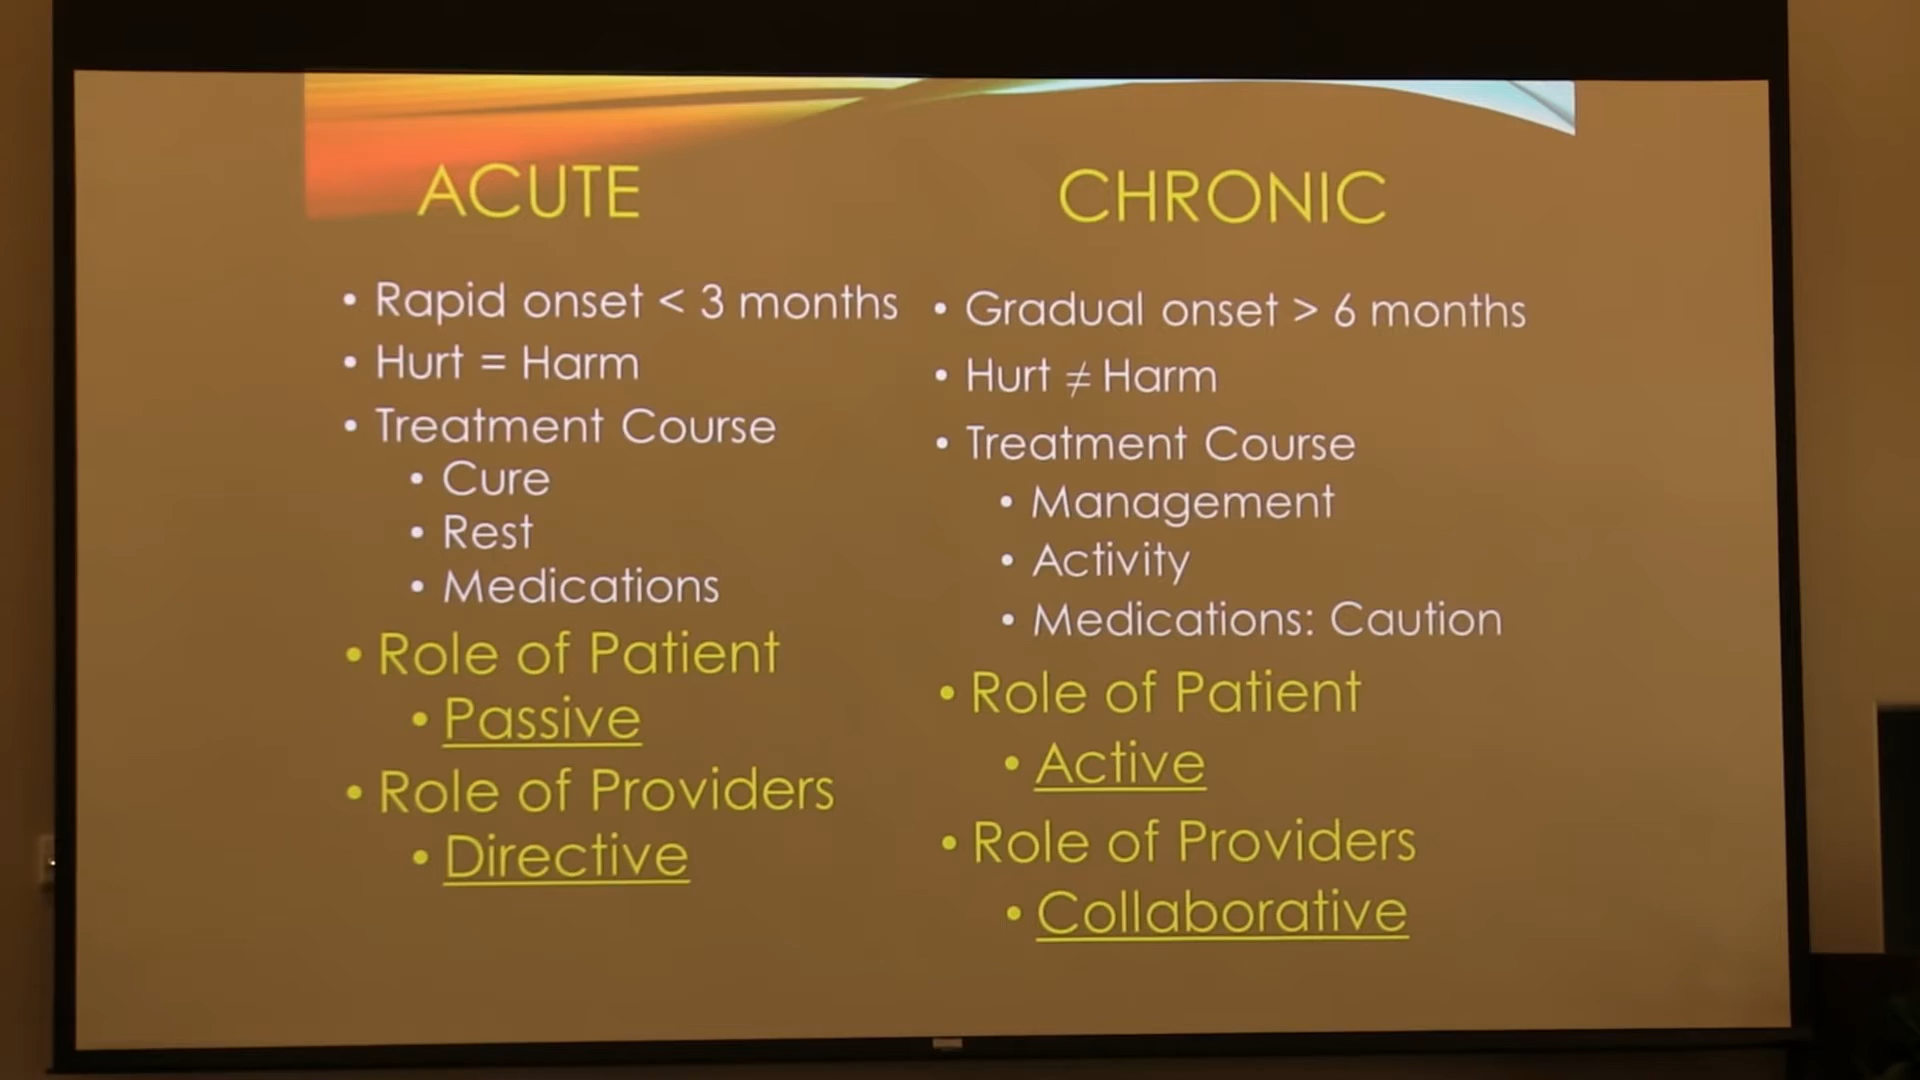 ACUTE
• Rapid onset < 3 months
• Hurt = Harm
• Treatment Course
• Cure
• Rest
• Medications
• Role of Patient
• Passive
• Role of Providers
• Directive
CHRONIC
• Gradual onset > 6 months
• Hurt ≠ Harm
• Treatment Course
• Management
• Activity
• Medications: Caution
• Role of Patient
• Active
• Role of Providers
• Collaborative